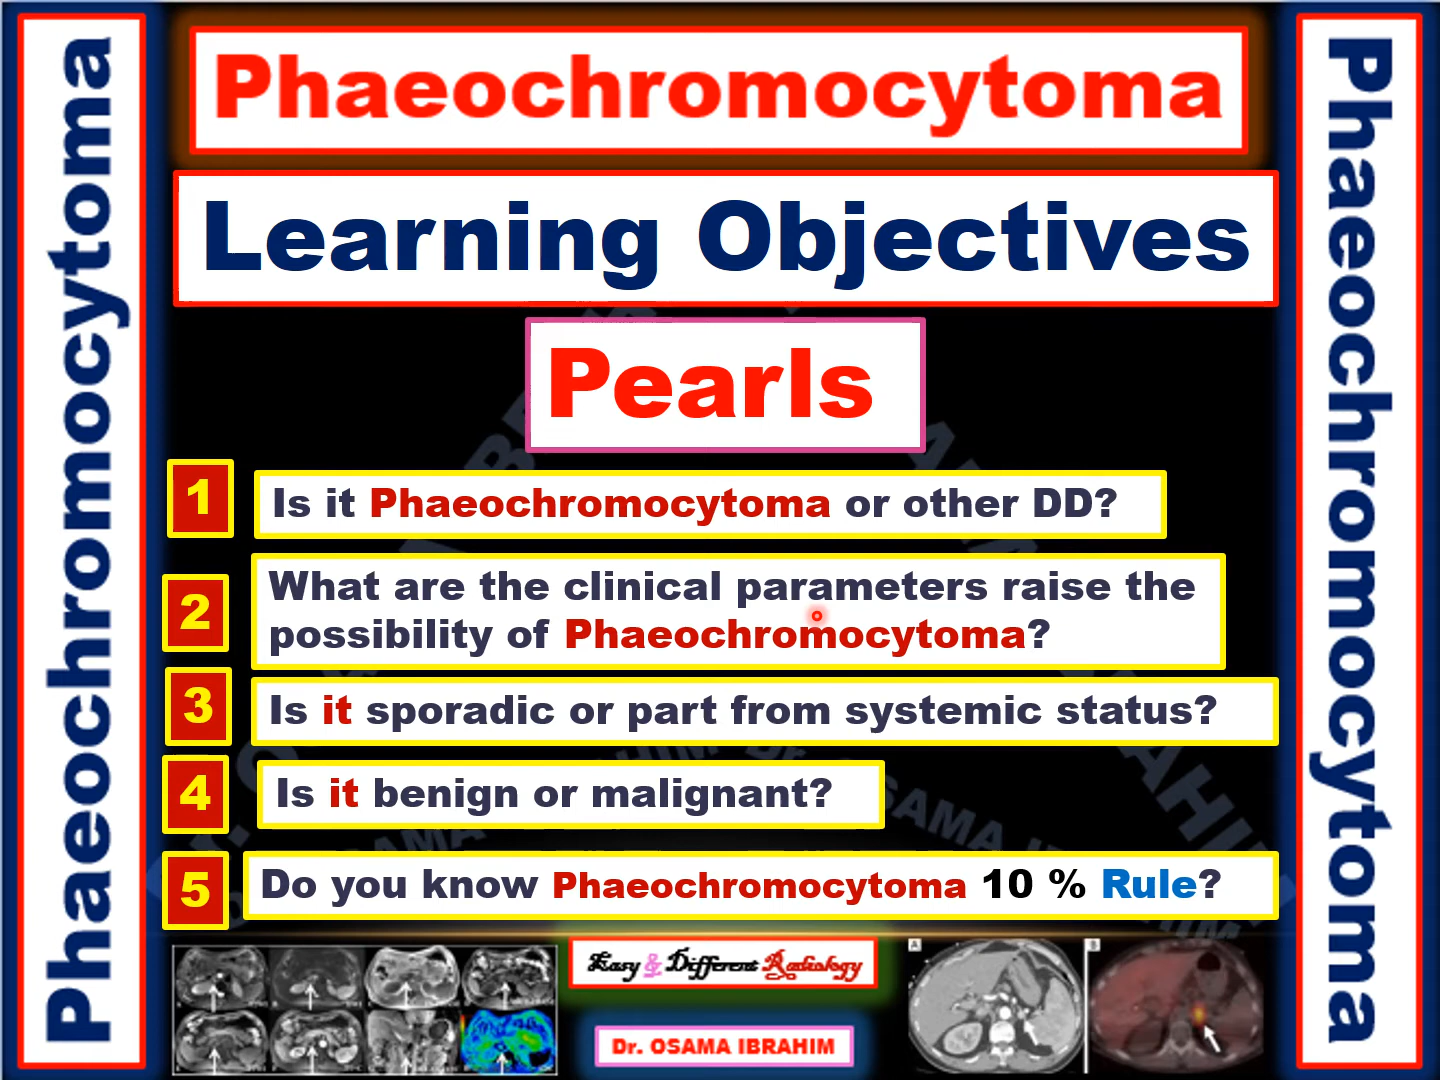 Phaeochromocytoma
Phaeochromocytoma
Learning Objectives
Pearls
1
Is it Phaeochromocytoma or other DD?
2
What are the clinical parameters raise the
possibility of Phaeochromocytoma?
3
Is it sporadic or part from systemic status?
4
Is it benign or malignant?
5
Do you know Phaeochromocytoma 10 % Rule?
Easy & Different Radiology
Dr. OSAMA IBRAHIM
A
B
Phaeochromocytoma